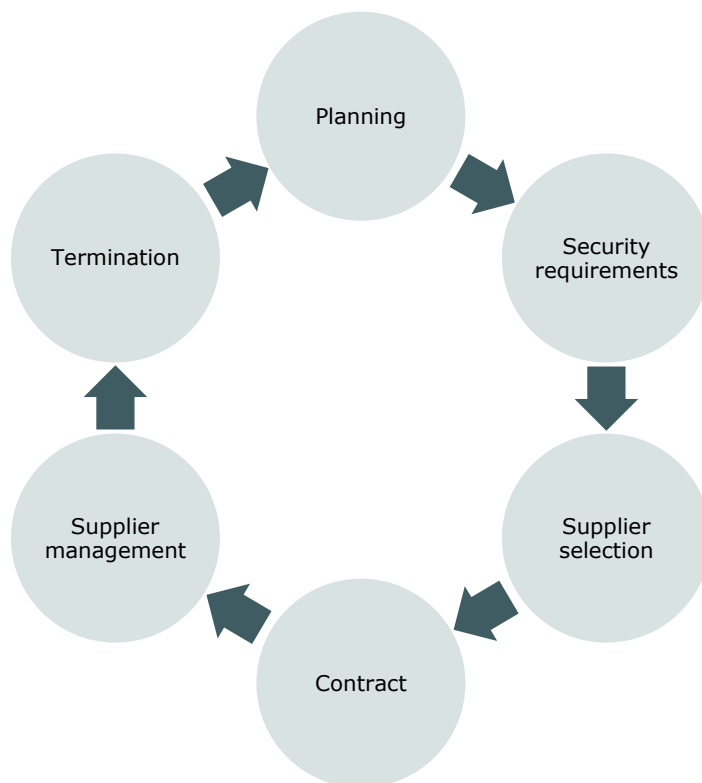 Planning
Security
requirements
Supplier
selection
Contract
Supplier
management
Termination